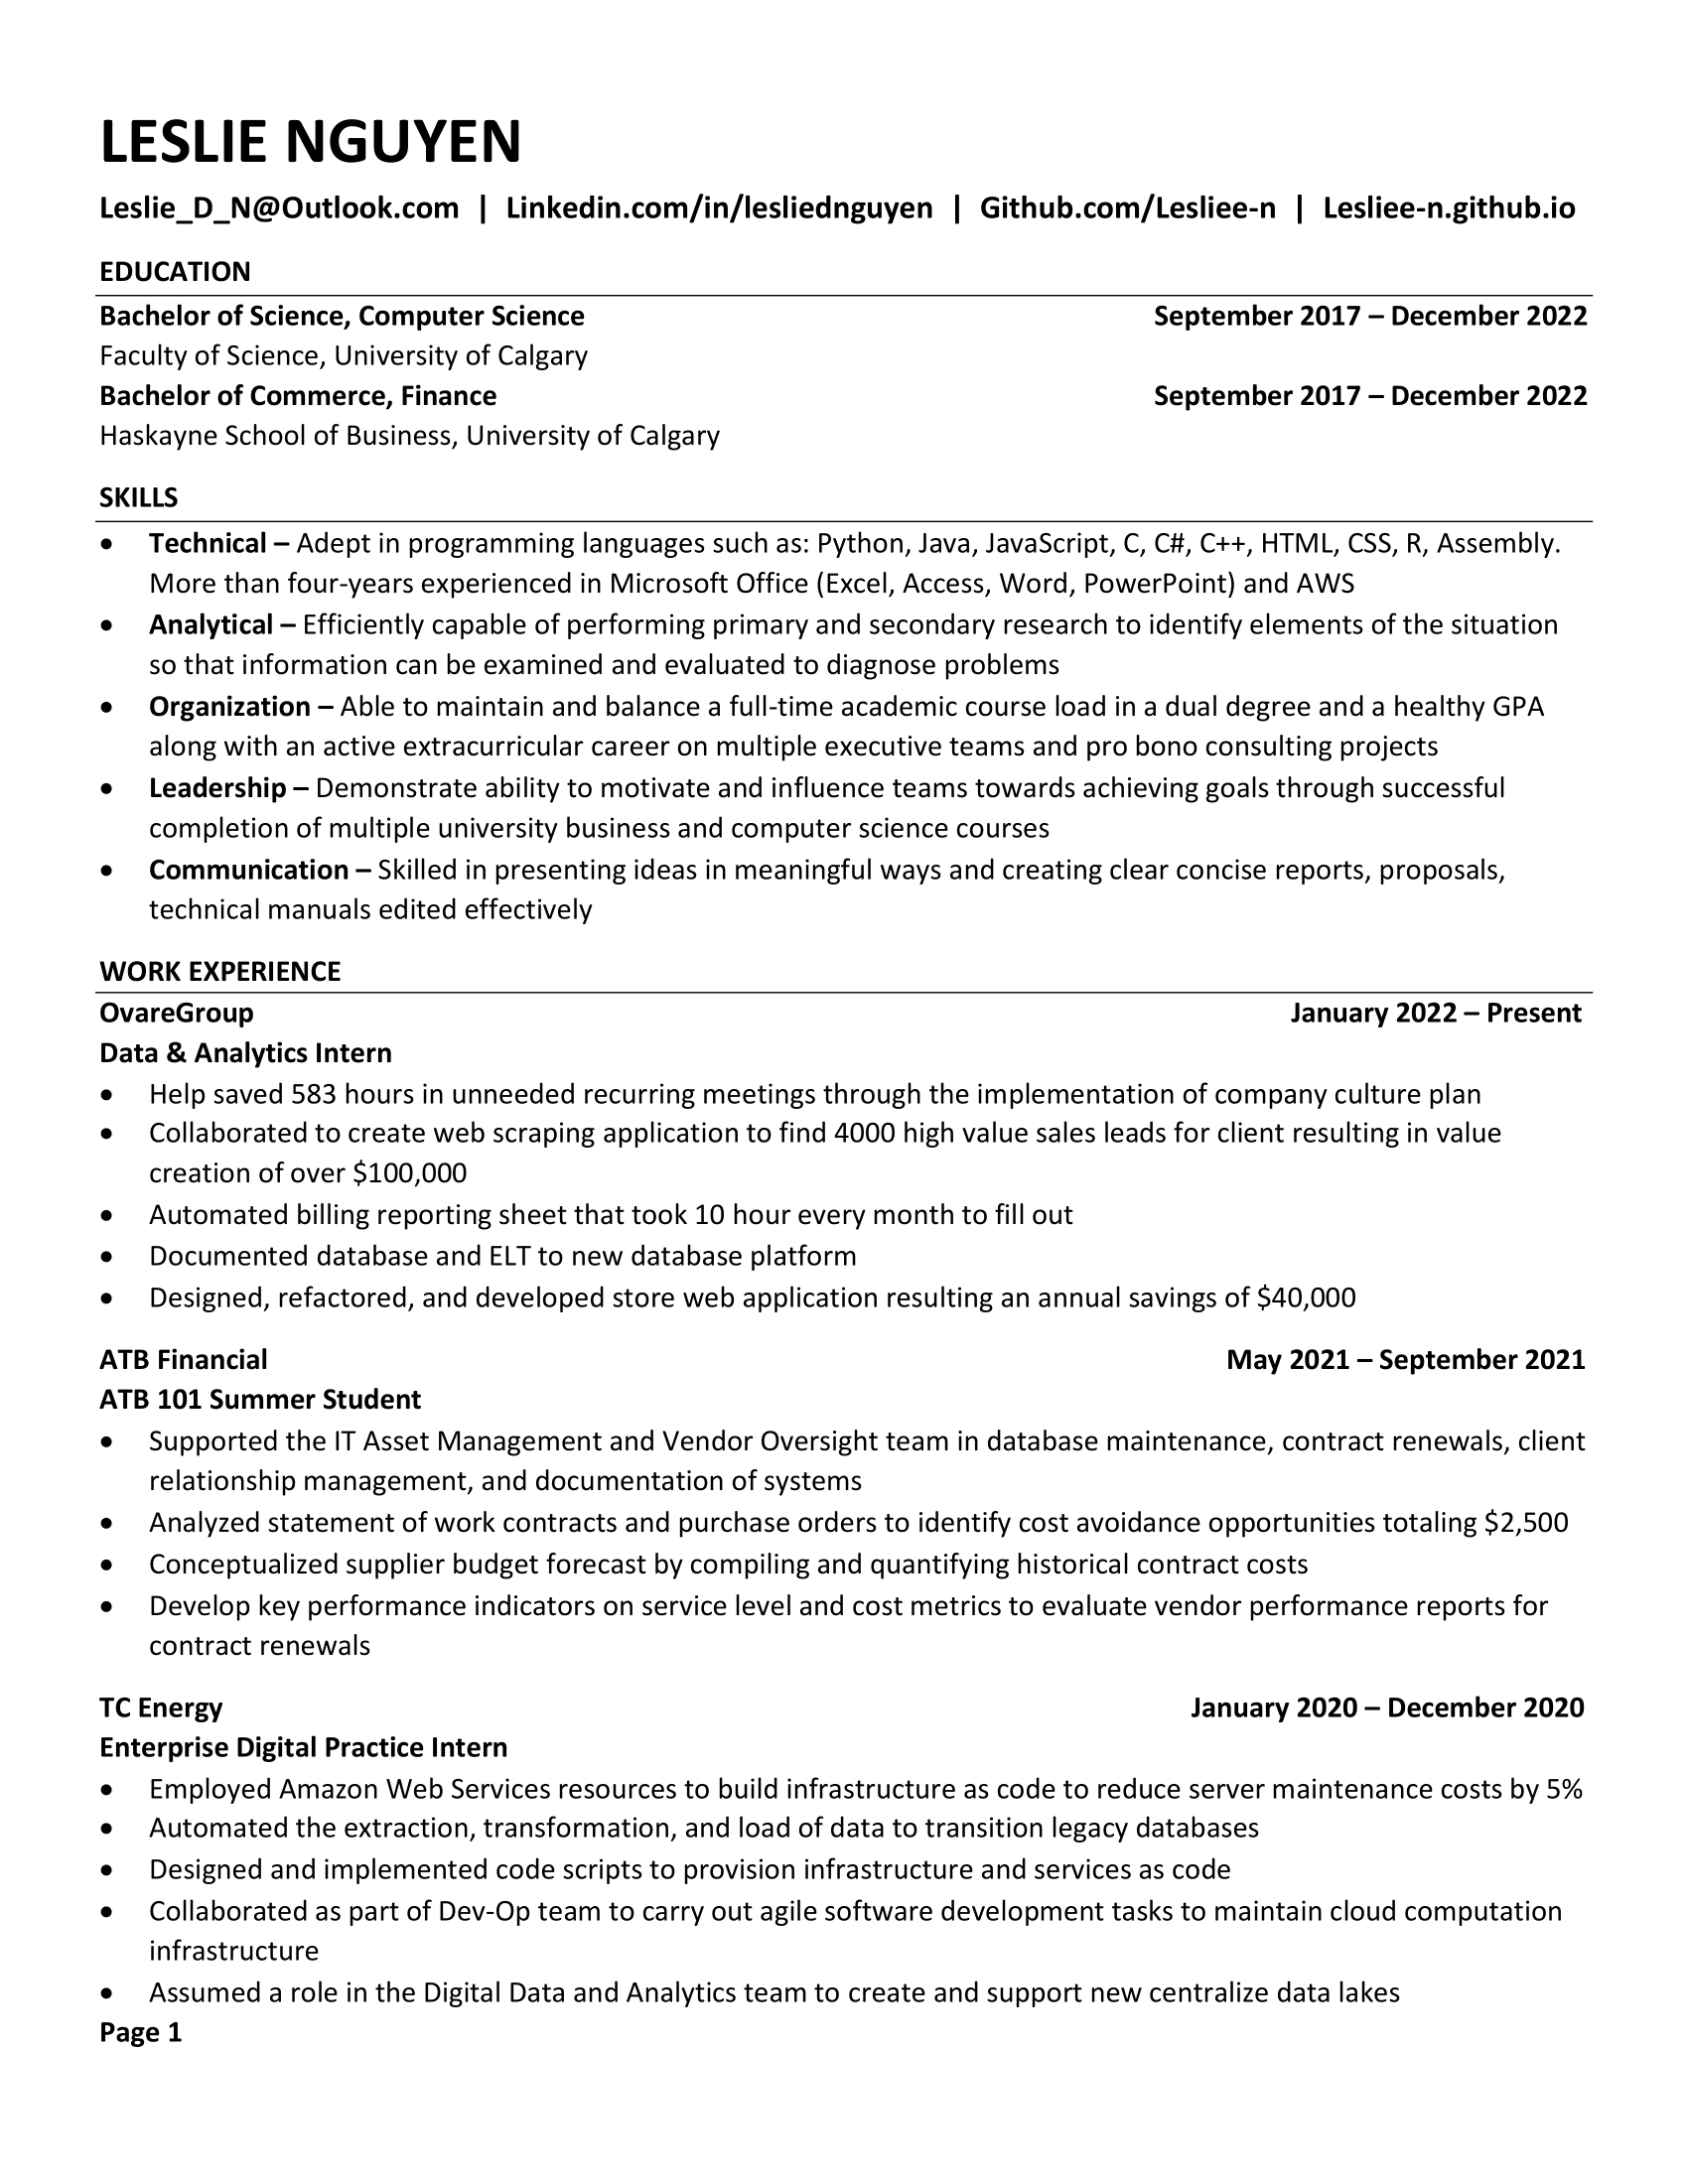 LESLIE NGUYEN
Leslie_D_N@Outlook.com | Linkedin.com/in/lesliednguyen | Github.com/Lesliee-n | Lesliee-n.github.io
EDUCATION
Bachelor of Science, Computer Science September 2017 – December 2022
Faculty of Science, University of Calgary
Bachelor of Commerce, Finance September 2017 – December 2022
Haskayne School of Business, University of Calgary
SKILLS
• Technical – Adept in programming languages such as: Python, Java, JavaScript, C, C#, C++, HTML, CSS, R, Assembly.
More than four-years experienced in Microsoft Office (Excel, Access, Word, PowerPoint) and AWS
• Analytical – Efficiently capable of performing primary and secondary research to identify elements of the situation
so that information can be examined and evaluated to diagnose problems
• Organization – Able to maintain and balance a full-time academic course load in a dual degree and a healthy GPA
along with an active extracurricular career on multiple executive teams and pro bono consulting projects
• Leadership – Demonstrate ability to motivate and influence teams towards achieving goals through successful
completion of multiple university business and computer science courses
• Communication – Skilled in presenting ideas in meaningful ways and creating clear concise reports, proposals,
technical manuals edited effectively
WORK EXPERIENCE
OvareGroup January 2022 – Present
Data & Analytics Intern
• Help saved 583 hours in unneeded recurring meetings through the implementation of company culture plan
• Collaborated to create web scraping application to find 4000 high value sales leads for client resulting in value
creation of over $100,000
• Automated billing reporting sheet that took 10 hour every month to fill out
• Documented database and ELT to new database platform
• Designed, refactored, and developed store web application resulting an annual savings of $40,000
ATB Financial May 2021 – September 2021
ATB 101 Summer Student
• Supported the IT Asset Management and Vendor Oversight team in database maintenance, contract renewals, client
relationship management, and documentation of systems
• Analyzed statement of work contracts and purchase orders to identify cost avoidance opportunities totaling $2,500
• Conceptualized supplier budget forecast by compiling and quantifying historical contract costs
• Develop key performance indicators on service level and cost metrics to evaluate vendor performance reports for
contract renewals
TC Energy January 2020 – December 2020
Enterprise Digital Practice Intern
• Employed Amazon Web Services resources to build infrastructure as code to reduce server maintenance costs by 5%
• Automated the extraction, transformation, and load of data to transition legacy databases
• Designed and implemented code scripts to provision infrastructure and services as code
• Collaborated as part of Dev-Op team to carry out agile software development tasks to maintain cloud computation
infrastructure
• Assumed a role in the Digital Data and Analytics team to create and support new centralize data lakes
Page 1